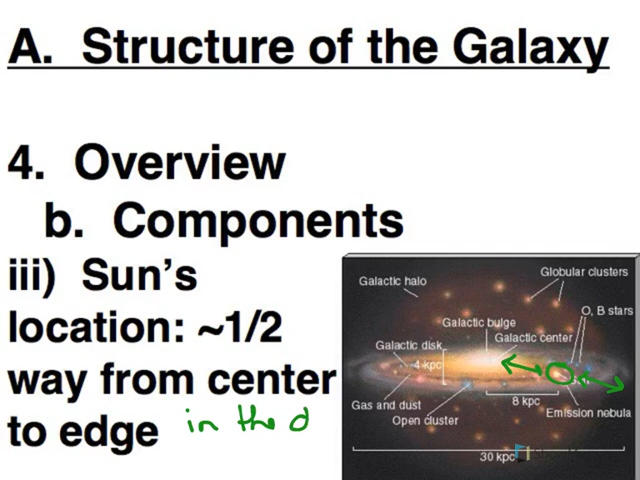 A. Structure of the Galaxy
4. Overview
b. Components
iii) Sun's
location: ~1/2
way from center
to edge in the d
Galactic halo
Globular clusters
O, B stars
Galactic bulge
Galactic center
Galactic disk
4 kpc
8 kpc
Gas and dust
Open cluster
Emission nebula
30 kpc